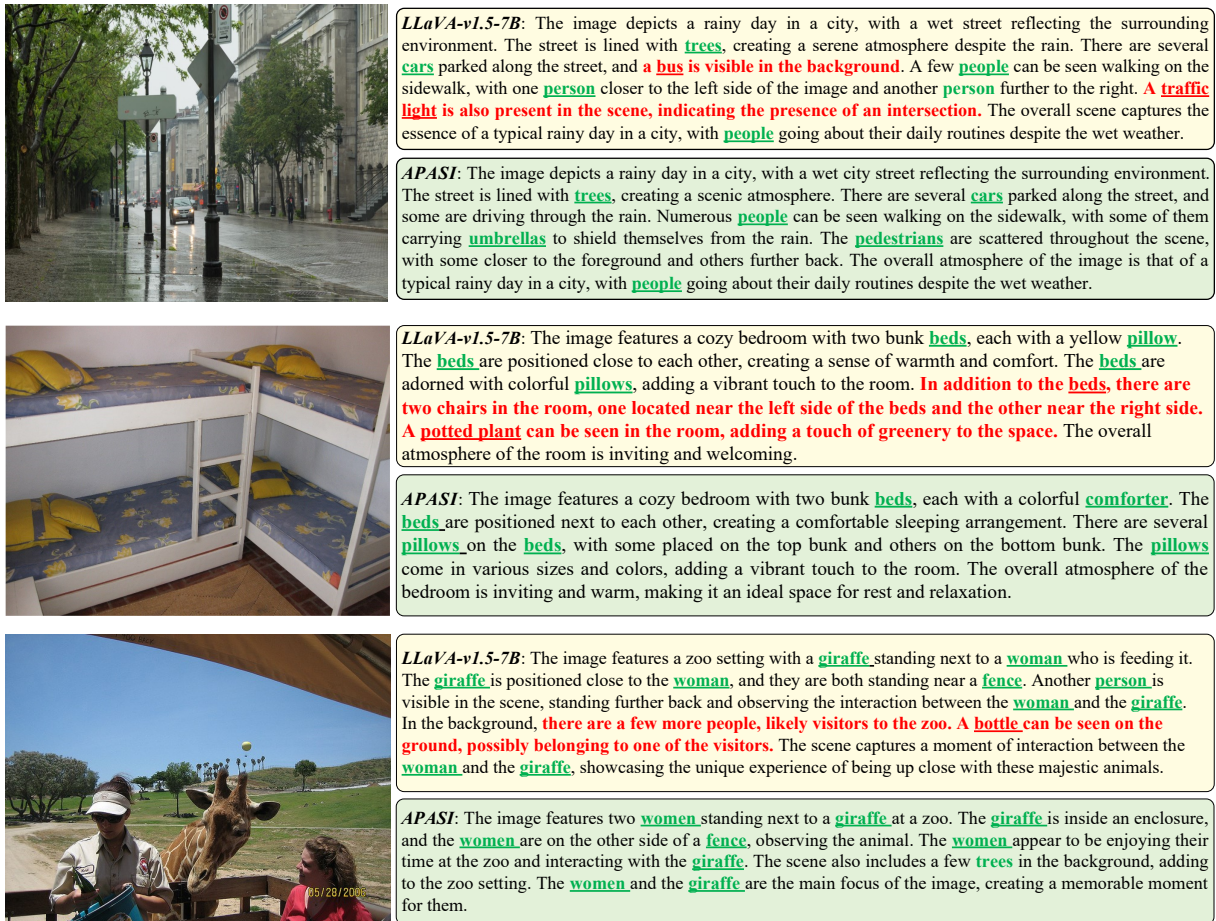 LLaVA-v1.5-7B: The image depicts a rainy day in a city, with a wet street reflecting the surrounding
environment. The street is lined with trees, creating a serene atmosphere despite the rain. There are several
cars parked along the street, and a bus is visible in the background. A few people can be seen walking on the
sidewalk, with one person closer to the left side of the image and another person further to the right. A traffic
light is also present in the scene, indicating the presence of an intersection. The overall scene captures the
essence of a typical rainy day in a city, with people going about their daily routines despite the wet weather.
APASI: The image depicts a rainy day in a city, with a wet city street reflecting the surrounding environment.
The street is lined with trees, creating a scenic atmosphere. There are several cars parked along the street, and
some are driving through the rain. Numerous people can be seen walking on the sidewalk, with some of them
carrying umbrellas to shield themselves from the rain. The pedestrians are scattered throughout the scene,
with some closer to the foreground and others further back. The overall atmosphere of the image is that of a
typical rainy day in a city, with people going about their daily routines despite the wet weather.
LLaVA-v1.5-7B: The image features a cozy bedroom with two bunk beds, each with a yellow pillow.
The beds are positioned close to each other, creating a sense of warmth and comfort. The beds are
adorned with colorful pillows, adding a vibrant touch to the room. In addition to the beds, there are
two chairs in the room, one located near the left side of the beds and the other near the right side.
A potted plant can be seen in the room, adding a touch of greenery to the space. The overall
atmosphere of the room is inviting and welcoming.
APASI: The image features a cozy bedroom with two bunk beds, each with a colorful comforter. The
beds are positioned next to each other, creating a comfortable sleeping arrangement. There are several
pillows on the beds, with some placed on the top bunk and others on the bottom bunk. The pillows
come in various sizes and colors, adding a vibrant touch to the room. The overall atmosphere of the
bedroom is inviting and warm, making it an ideal space for rest and relaxation.
LLaVA-v1.5-7B: The image features a zoo setting with a giraffe standing next to a woman who is feeding it.
The giraffe is positioned close to the woman, and they are both standing near a fence. Another person is
visible in the scene, standing further back and observing the interaction between the woman and the giraffe.
In the background, there are a few more people, likely visitors to the zoo. A bottle can be seen on the
ground, possibly belonging to one of the visitors. The scene captures a moment of interaction between the
woman and the giraffe, showcasing the unique experience of being up close with these majestic animals.
APASI: The image features two women standing next to a giraffe at a zoo. The giraffe is inside an enclosure,
and the women are on the other side of a fence, observing the animal. The women appear to be enjoying their
time at the zoo and interacting with the giraffe. The scene also includes a few trees in the background, adding
to the zoo setting. The women and the giraffe are the main focus of the image, creating a memorable moment
for them.
05/28/2006